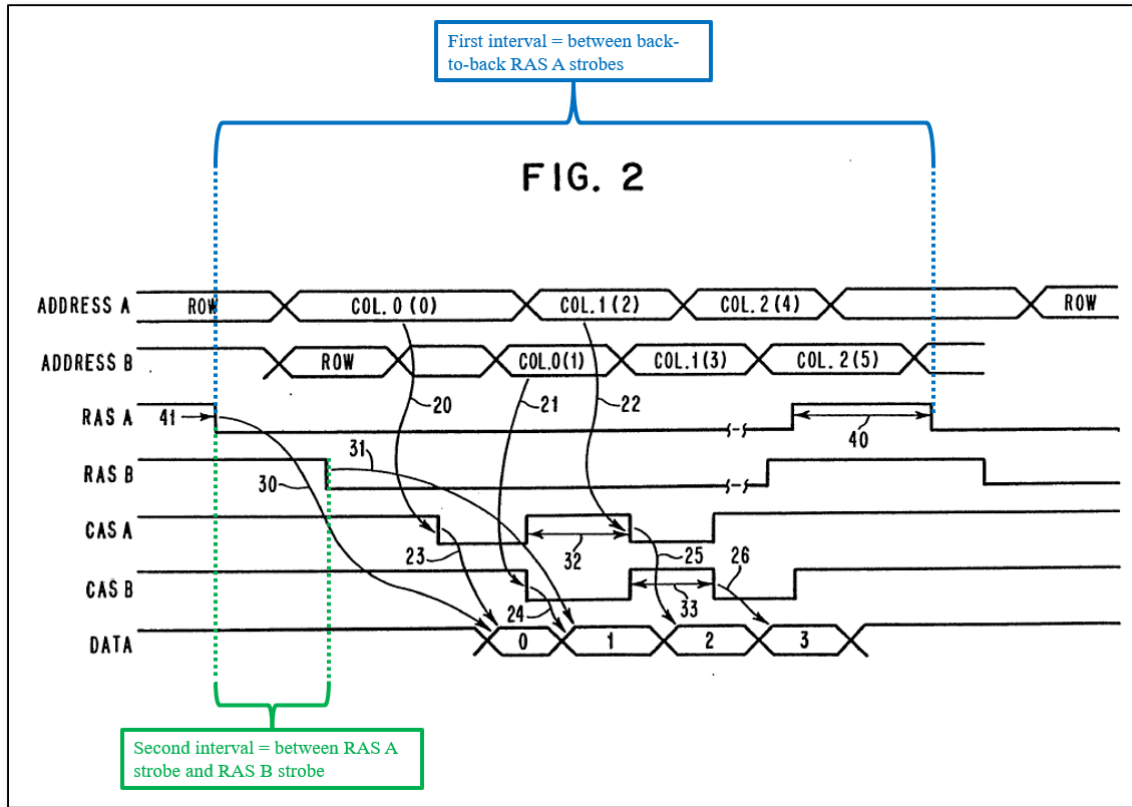 First interval = between back-
to-back RAS A strobes
FIG. 2
ADDRESS A ROW COL. 0 (0) COL. 1 (2) COL. 2 (4) ROW
ADDRESS B ROW COL.0(1) COL.1(3) COL. 2(5)
20 21 22
RAS A 41 40
RAS B 31
30
CAS A 32
23 25 26
CAS B 33
24
DATA 0 1 2 3
Second interval = between RAS A
strobe and RAS B strobe